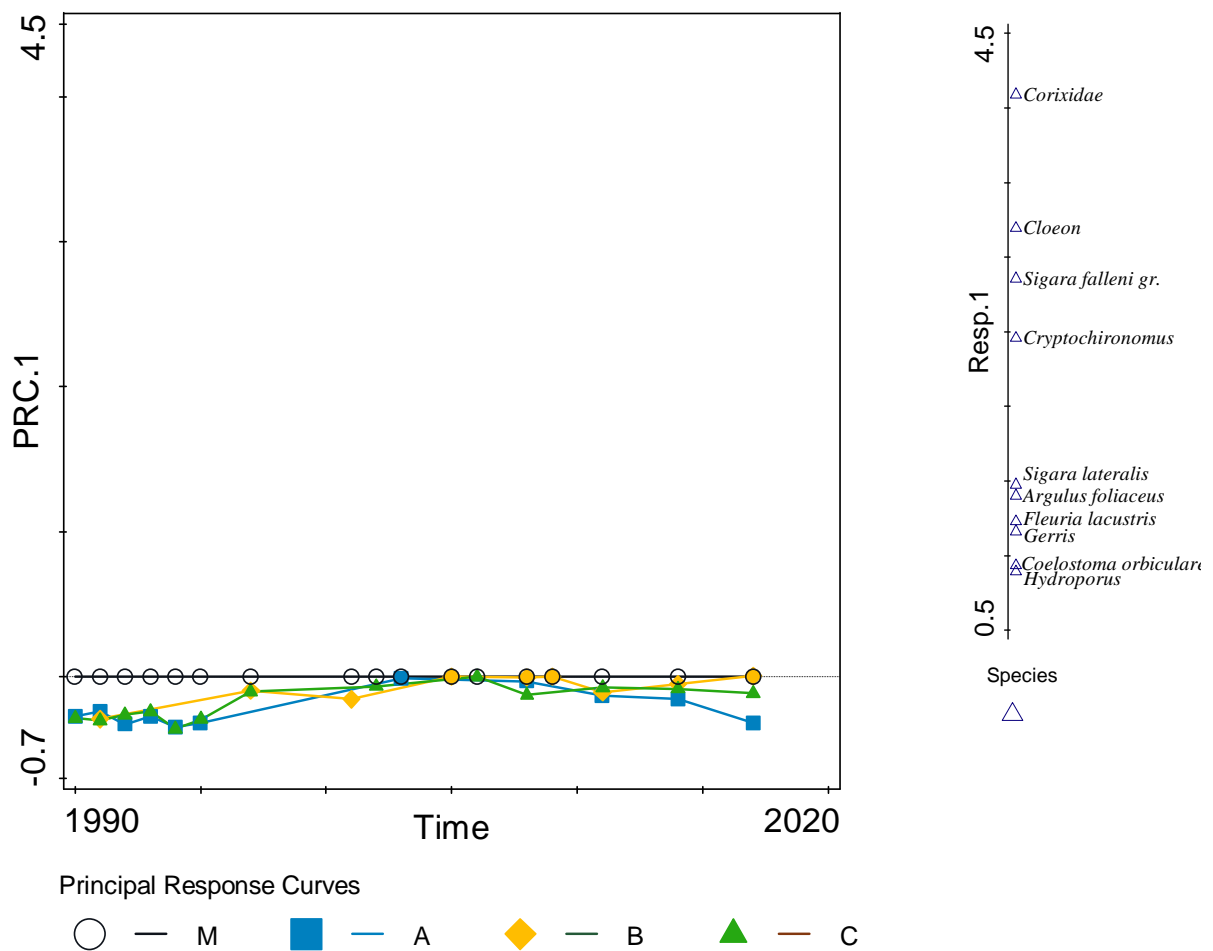 4.5
PRC.1
-0.7
1990
Time
2020
4.5
Resp.1
0.5
Corixidae
Cloeon
Sigara falleni gr.
Cryptochironomus
Sigara lateralis
Argulus foliaceus
Fleuria lacustris
Gerris
Coelostoma orbiculare
Hydroporus
Species
Principal Response Curves
M A B C